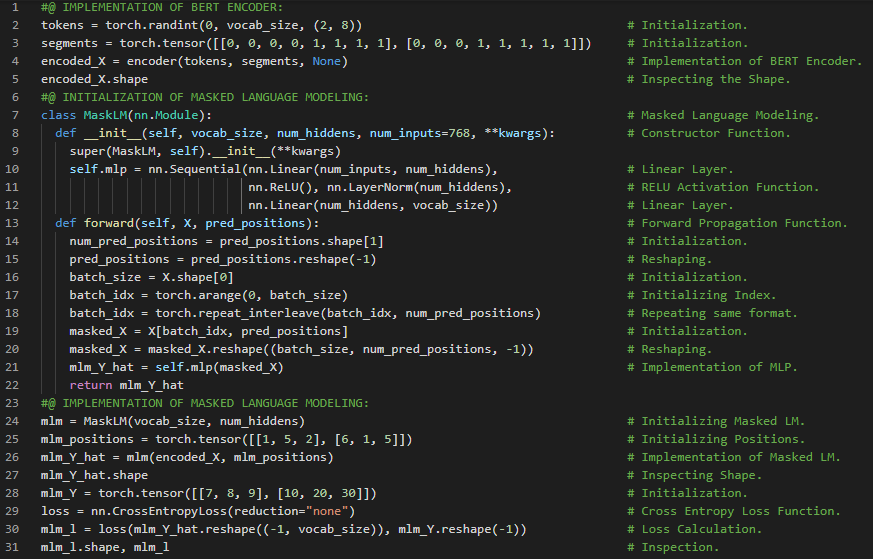 1 #@ IMPLEMENTATION OF BERT ENCODER:
2 tokens = torch.randint(0, vocab_size, (2, 8)) # Initialization.
3 segments = torch.tensor([[0, 0, 0, 0, 1, 1, 1, 1], [0, 0, 0, 1, 1, 1, 1, 1]]) # Initialization.
4 encoded_X = encoder(tokens, segments, None) # Implementation of BERT Encoder.
5 encoded_X.shape # Inspecting the Shape.
6 #@ INITIALIZATION OF MASKED LANGUAGE MODELING:
7 class MaskLM(nn.Module): # Masked Language Modeling.
8 def __init__(self, vocab_size, num_hiddens, num_inputs=768, **kwargs): # Constructor Function.
9 super(MaskLM, self).__init__(**kwargs)
10 self.mlp = nn.Sequential(nn.Linear(num_inputs, num_hiddens), # Linear Layer.
11 nn.ReLU(), nn.LayerNorm(num_hiddens), # RELU Activation Function.
12 nn.Linear(num_hiddens, vocab_size)) # Linear Layer.
13 def forward(self, X, pred_positions): # Forward Propagation Function.
14 num_pred_positions = pred_positions.shape[1] # Initialization.
15 pred_positions = pred_positions.reshape(-1) # Reshaping.
16 batch_size = X.shape[0] # Initialization.
17 batch_idx = torch.arange(0, batch_size) # Initializing Index.
18 batch_idx = torch.repeat_interleave(batch_idx, num_pred_positions) # Repeating same format.
19 masked_X = X[batch_idx, pred_positions] # Initialization.
20 masked_X = masked_X.reshape((batch_size, num_pred_positions, -1)) # Reshaping.
21 mlm_Y_hat = self.mlp(masked_X) # Implementation of MLP.
22 return mlm_Y_hat
23 #@ IMPLEMENTATION OF MASKED LANGUAGE MODELING:
24 mlm = MaskLM(vocab_size, num_hiddens) # Initializing Masked LM.
25 mlm_positions = torch.tensor([[1, 5, 2], [6, 1, 5]]) # Initializing Positions.
26 mlm_Y_hat = mlm(encoded_X, mlm_positions) # Implementation of Masked LM.
27 mlm_Y_hat.shape # Inspecting Shape.
28 mlm_Y = torch.tensor([[7, 8, 9], [10, 20, 30]]) # Initialization.
29 loss = nn.CrossEntropyLoss(reduction="none") # Cross Entropy Loss Function.
30 mlm_l = loss(mlm_Y_hat.reshape((-1, vocab_size)), mlm_Y.reshape(-1)) # Loss Calculation.
31 mlm_l.shape, mlm_l # Inspection.